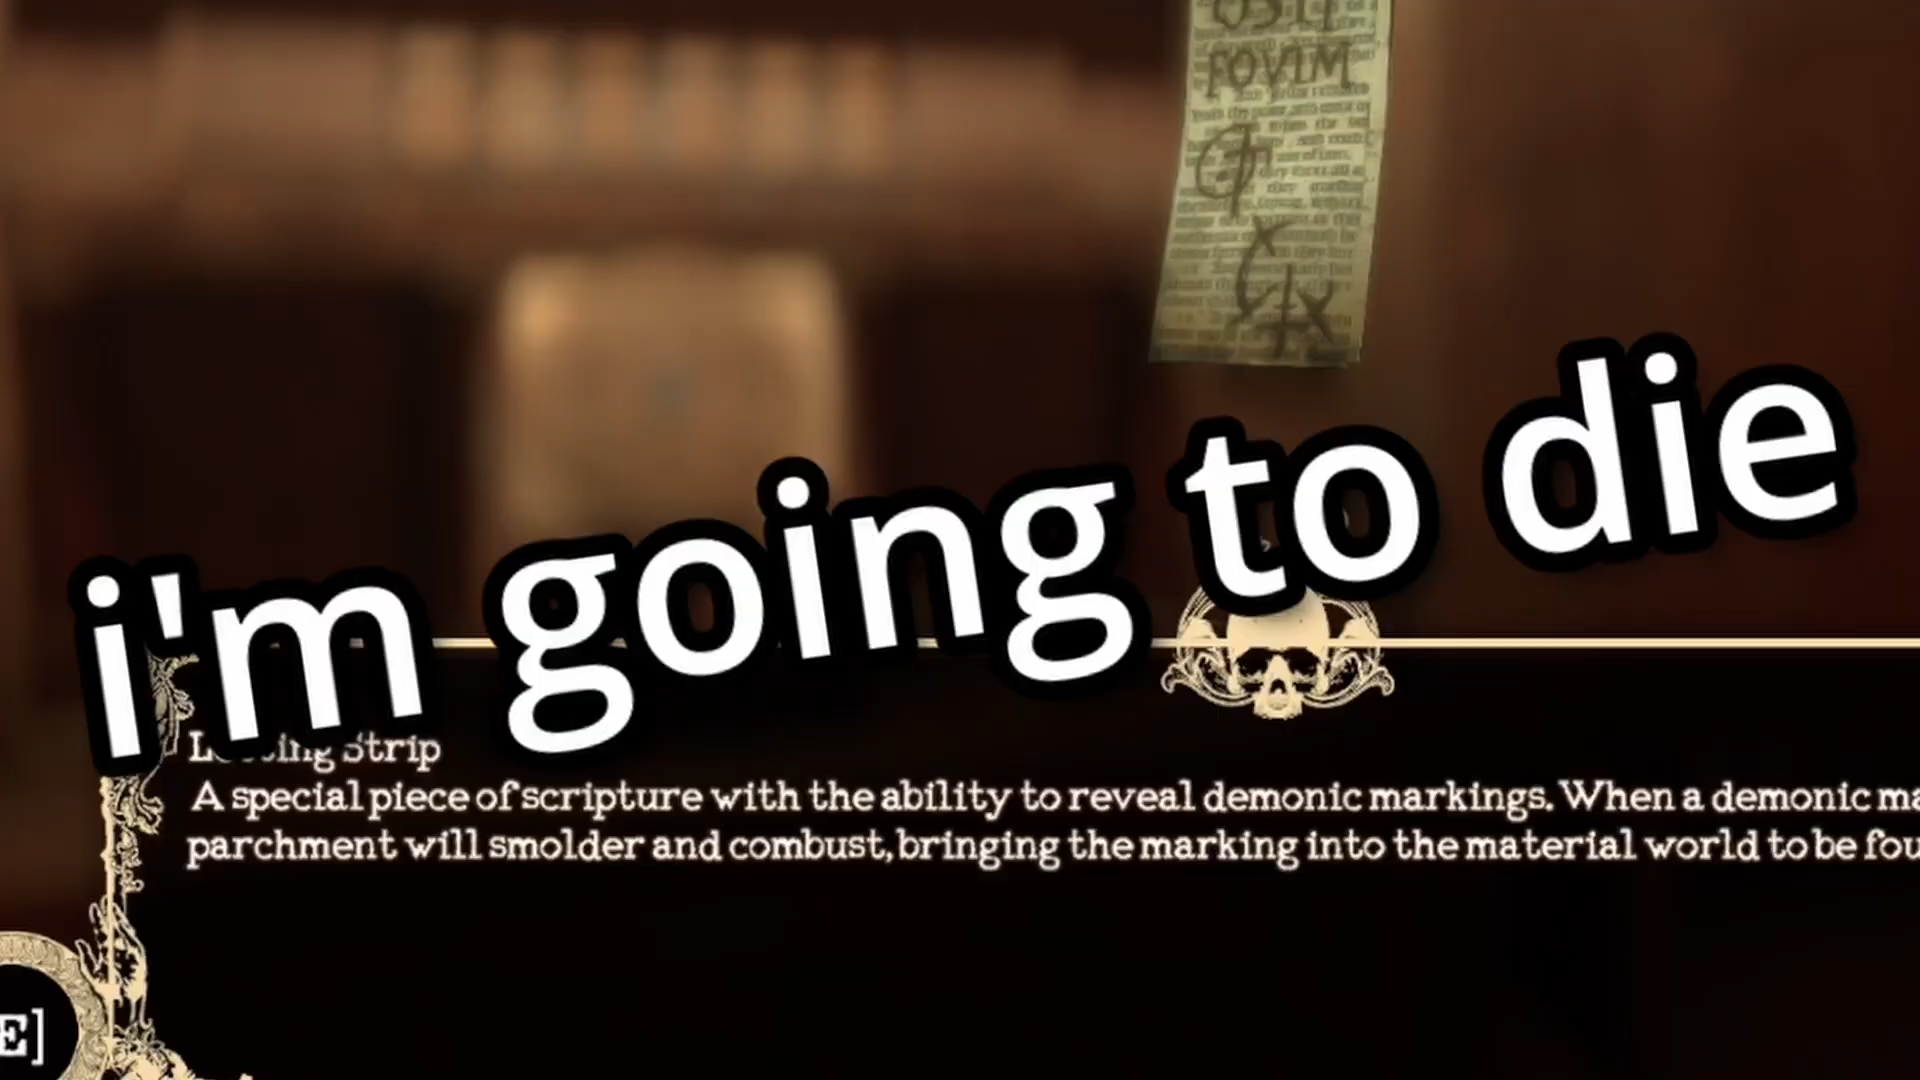 FOVIM
i'm going to die
Strip
A special piece of scripture with the ability to reveal demonic markings. When a demonic
parchment will smolder and combust, bringing the marking into the material world to be
E]